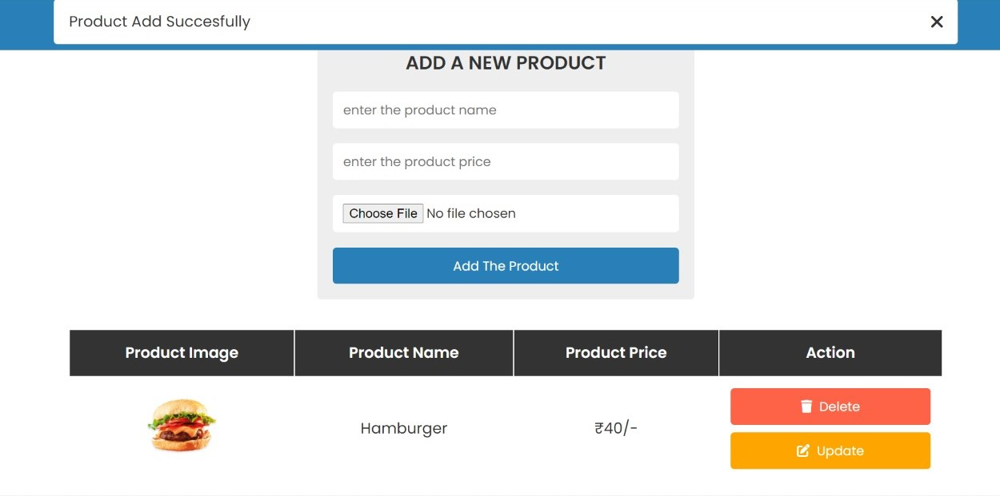 Product Add Succesfully
ADD A NEW PRODUCT
enter the product name
enter the product price
Choose File No file chosen
Add The Product
Product Image Product Name Product Price Action
Hamburger ₹40/- Delete
Update